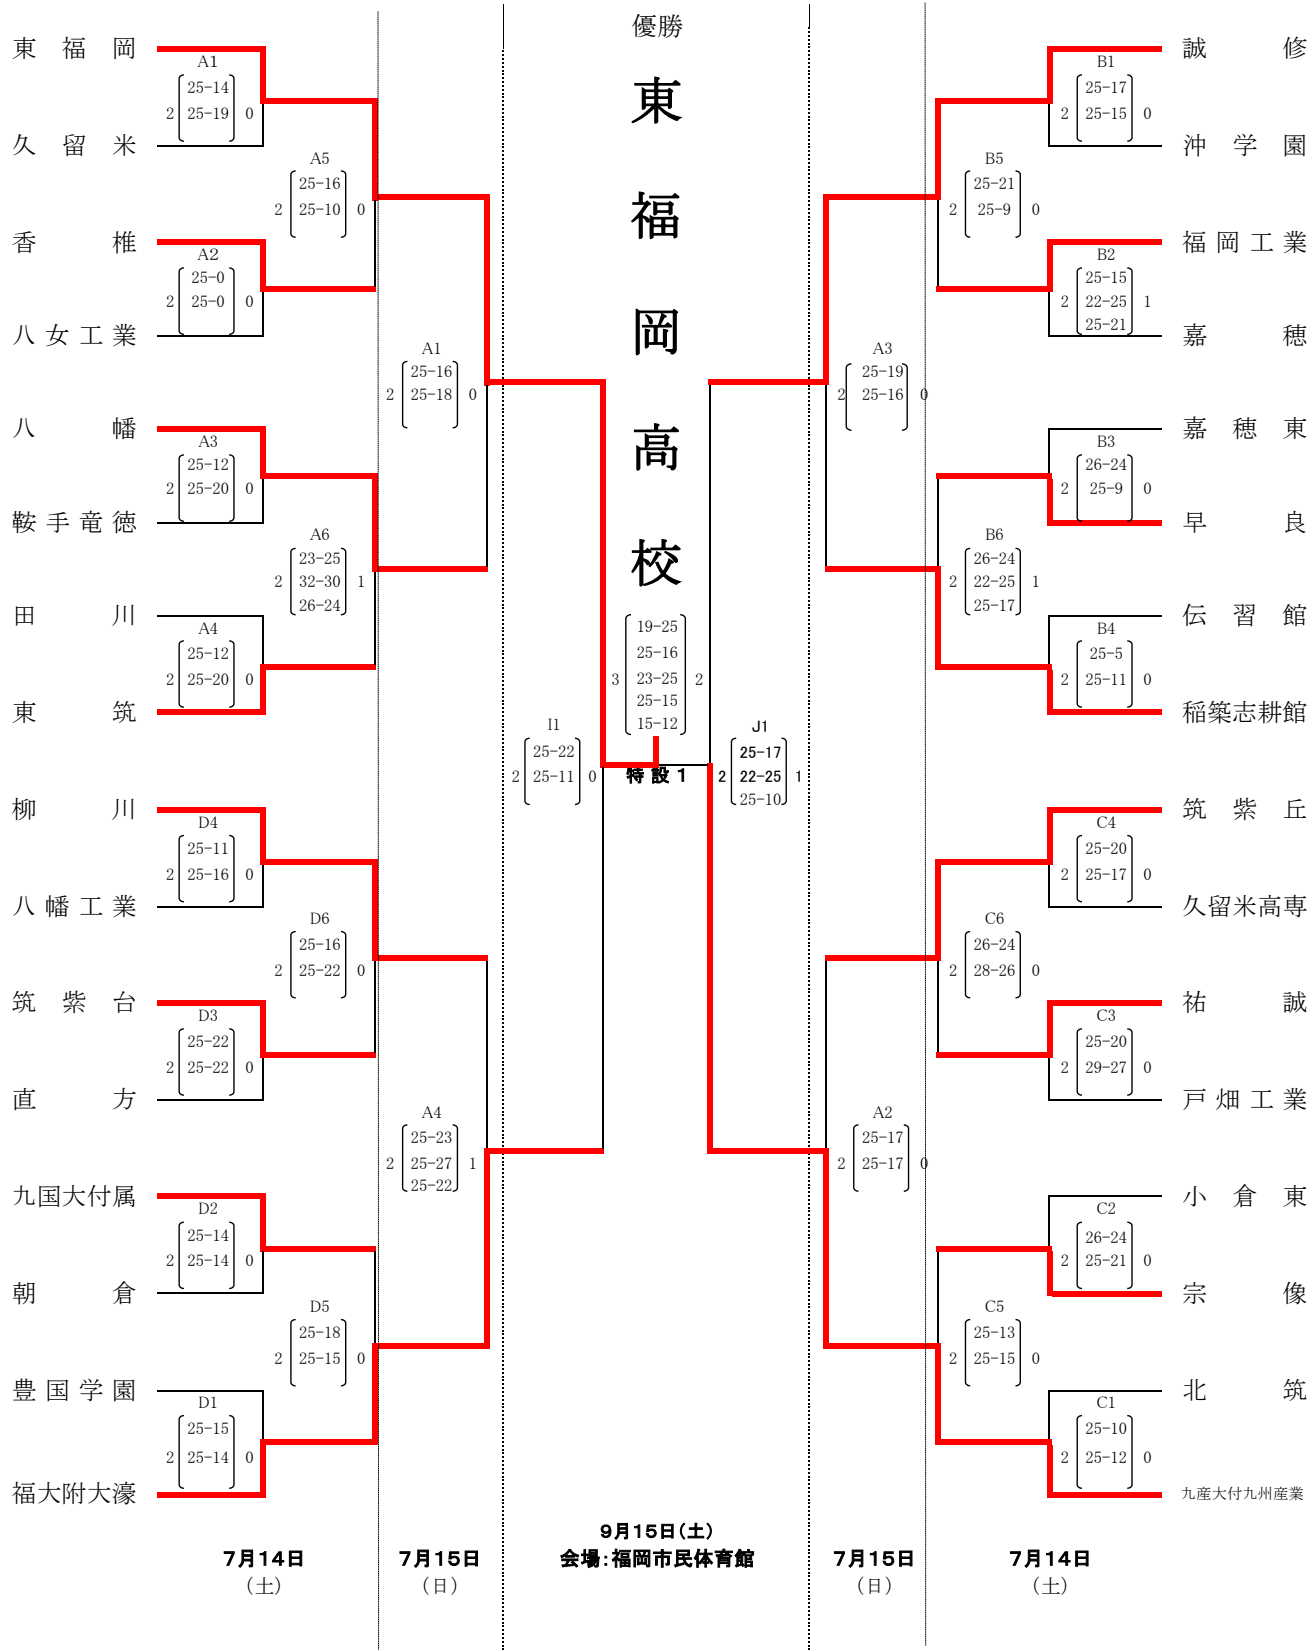 優勝
東福岡高校
19-25
25-16
3 23-25 2
25-15
15-12
特設1
東福岡
A1
25-14
2 25-19 0
久留米
A5
25-16
2 25-10 0
香椎
A2
25-0
2 25-0 0
八女工業
A1
25-16
2 25-18 0
八幡
A3
25-12
2 25-20 0
鞍手竜徳
A6
23-25
2 32-30 1
26-24
田川
A4
25-12
2 25-20 0
東筑
I1
25-22
2 25-11 0
柳川
D4
25-11
2 25-16 0
八幡工業
D6
25-16
2 25-22 0
筑紫台
D3
25-22
2 25-22 0
直方
A4
25-23
2 25-27 1
25-22
九国大付属
D2
25-14
2 25-14 0
朝倉
D5
25-18
2 25-15 0
豊国学園
D1
25-15
2 25-14 0
福大附大濠
誠修
B1
25-17
2 25-15 0
沖学園
B5
25-21
2 25-9 0
福岡工業
B2
25-15
2 22-25 1
25-21
嘉穂
A3
25-19
2 25-16 0
嘉穂東
B3
26-24
2 25-9 0
早良
B6
26-24
2 22-25 1
25-17
伝習館
B4
25-5
2 25-11 0
稲築志耕館
J1
25-17
2 22-25 1
25-10
筑紫丘
C4
25-20
2 25-17 0
久留米高専
C6
26-24
2 28-26 0
祐誠
C3
25-20
2 29-27 0
戸畑工業
A2
25-17
2 25-17 0
小倉東
C2
26-24
2 25-21 0
宗像
C5
25-13
2 25-15 0
北筑
C1
25-10
2 25-12 0
九産大付九州産業
7月14日
(土)
7月15日
(日)
9月15日(土)
会場:福岡市民体育館
7月15日
(日)
7月14日
(土)